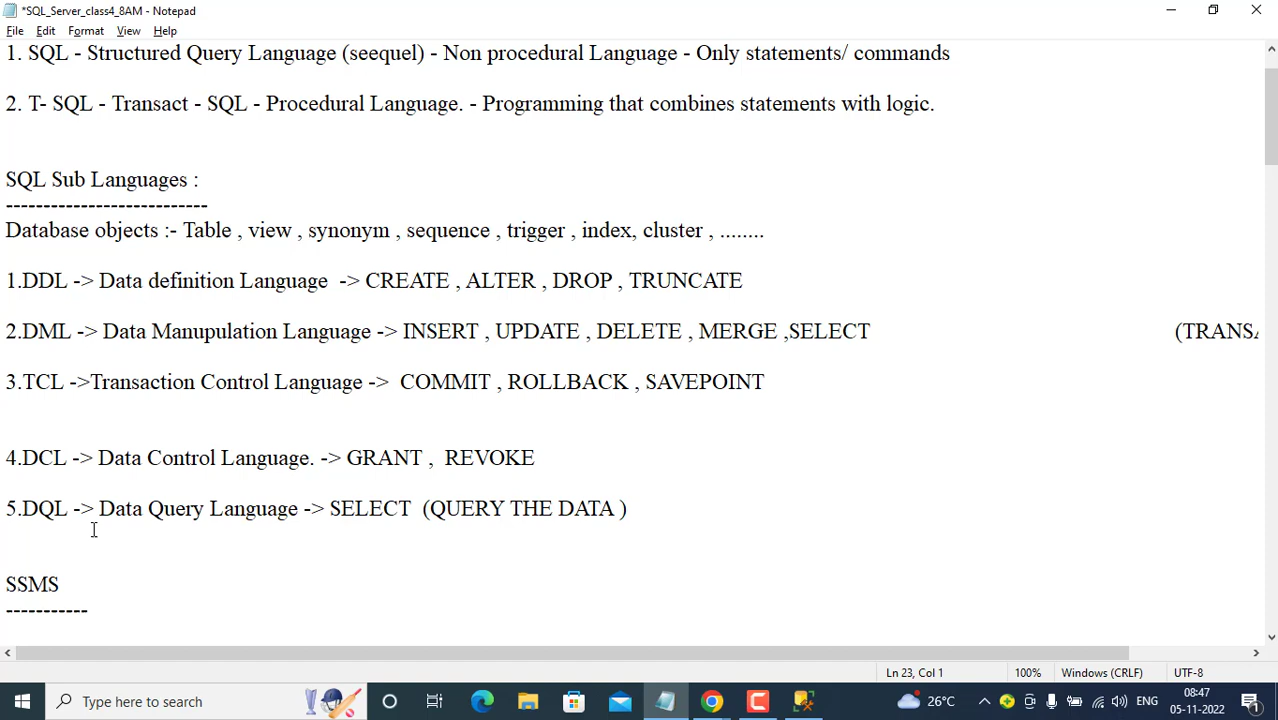 *SQL_Server_class4_8AM - Notepad
File Edit Format View Help
1. SQL - Structured Query Language (seequel) - Non procedural Language - Only statements/ commands
2. T- SQL - Transact - SQL - Procedural Language. - Programming that combines statements with logic.
SQL Sub Languages :
---------------------------
Database objects :- Table , view , synonym , sequence , trigger , index, cluster , ........
1.DDL -> Data definition Language -> CREATE , ALTER , DROP , TRUNCATE
2.DML -> Data Manupulation Language -> INSERT , UPDATE , DELETE , MERGE ,SELECT
3.TCL ->Transaction Control Language -> COMMIT , ROLLBACK , SAVEPOINT
4.DCL -> Data Control Language. -> GRANT , REVOKE
5.DQL -> Data Query Language -> SELECT (QUERY THE DATA )
SSMS
-----------
Ln 23, Col 1 100% Windows (CRLF) UTF-8
Type here to search 26°C ENG 08:47
05-11-2022 1